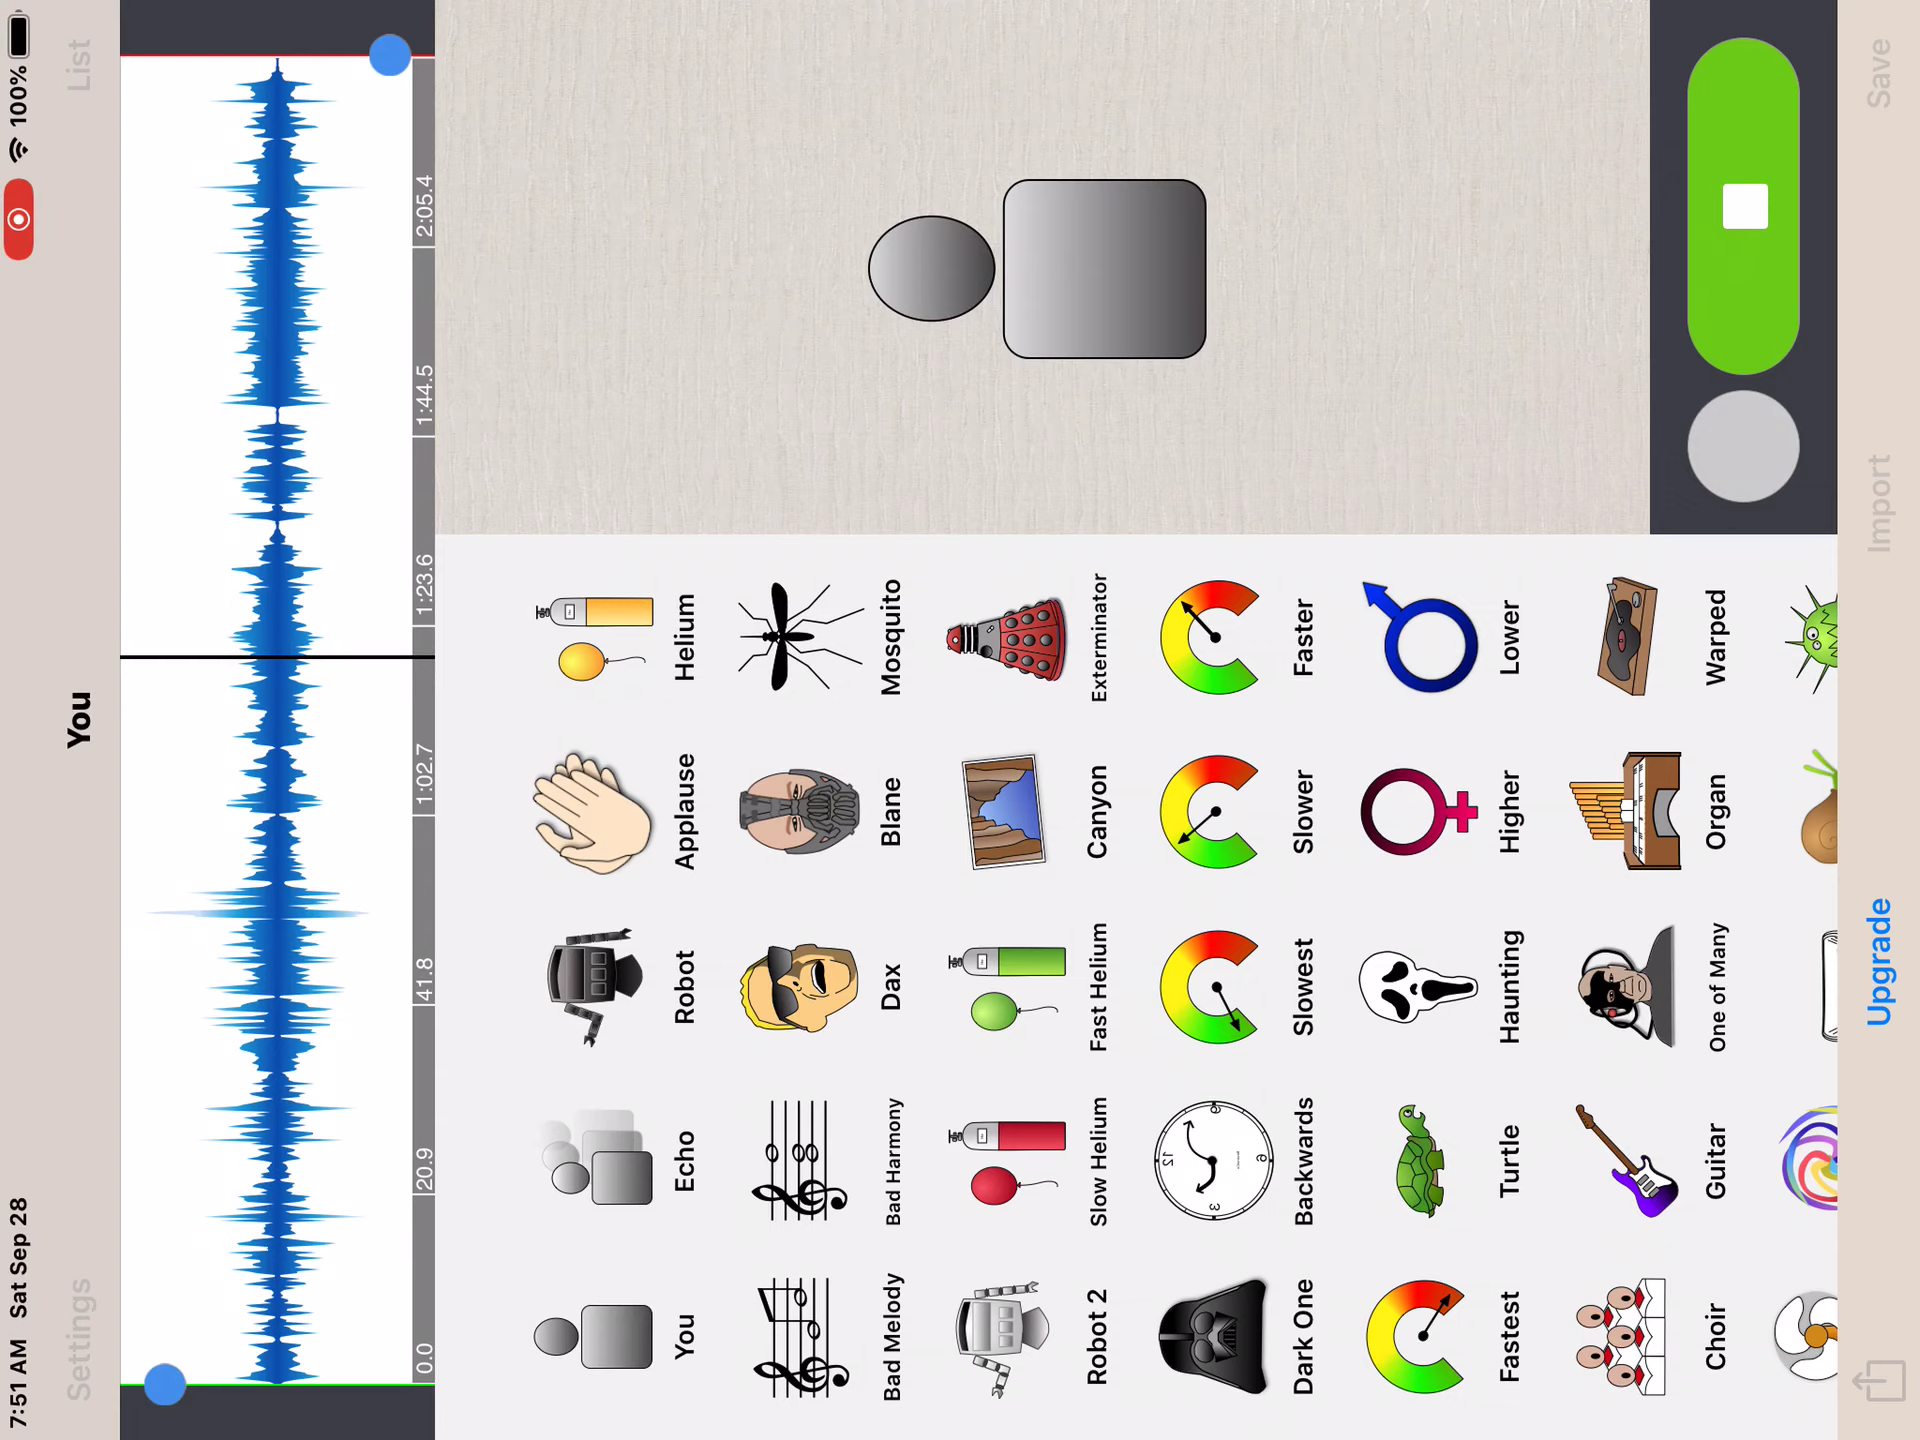 7:51 AM Sat Sep 28
100%
Settings
You
List
0.0
20.9
41.8
1:02.7
1:23.6
1:44.5
2:05.4
You
Echo
Robot
Applause
Helium
Bad Melody
Bad Harmony
Dax
Blane
Mosquito
Robot 2
Slow Helium
Fast Helium
Canyon
Exterminator
Dark One
Backwards
Slowest
Slower
Faster
Fastest
Turtle
Haunting
Higher
Lower
Choir
Guitar
One of Many
Organ
Warped
Upgrade
Import
Save